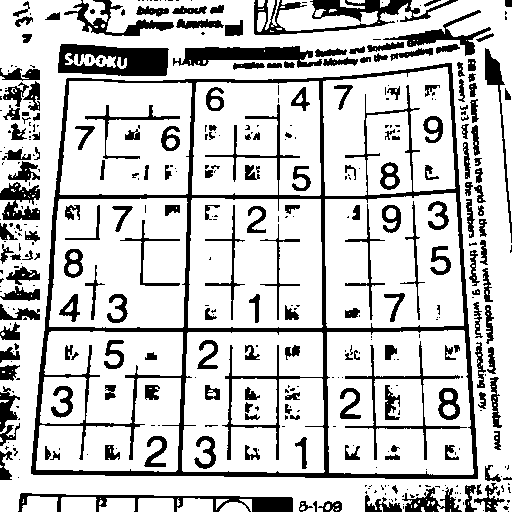 blogs about all
things funnies.
SUDOKU HARD
's Sudoku and Scrabble Grams
puzzles can be found Monday on the preceding page.
Fill in the blank spaces in the grid so that every vertical column, every horizontal row
and every 3x3 box contains the numbers 1 through 9, without repeating any.
6 4 7
7 6 9
5 8
7 2 9 3
8 5
4 3 1 7
5 2
3 2 8
2 3 1
8-1-09
1 2 3